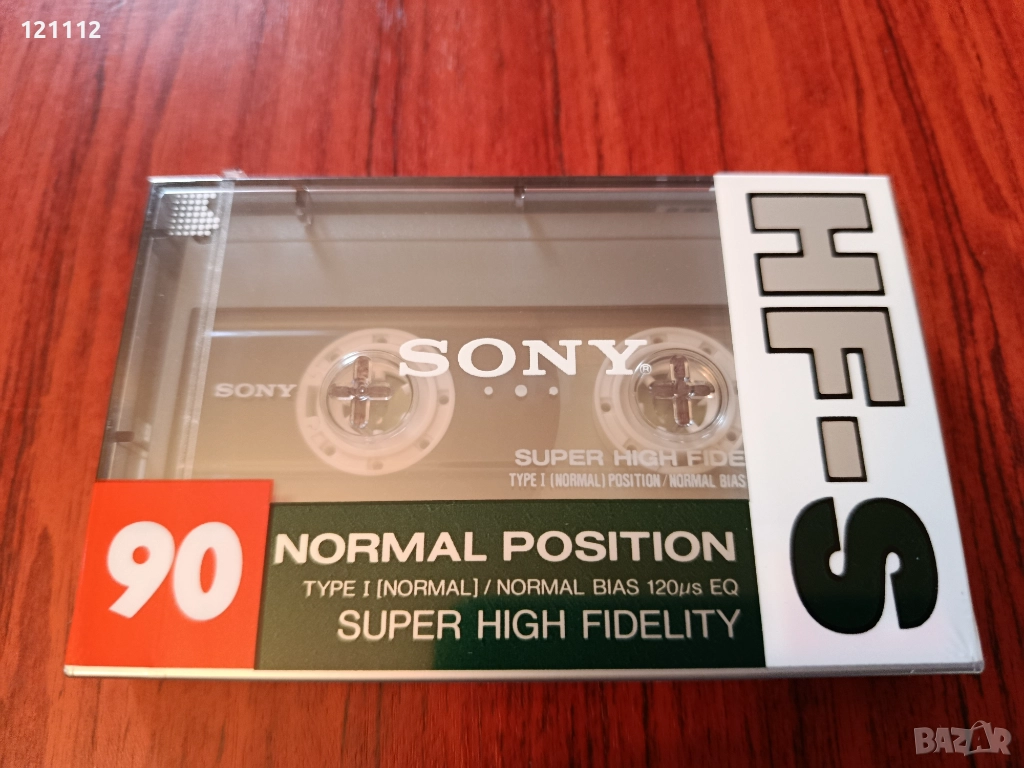 121112
SONY®
SONY
SUPER HIGH FIDE
TYPE I (NORMAL) POSITION/NORMAL BIAS
90
NORMAL POSITION
TYPE I [NORMAL] / NORMAL BIAS 120µs EQ
SUPER HIGH FIDELITY
HF-S
BAZAR